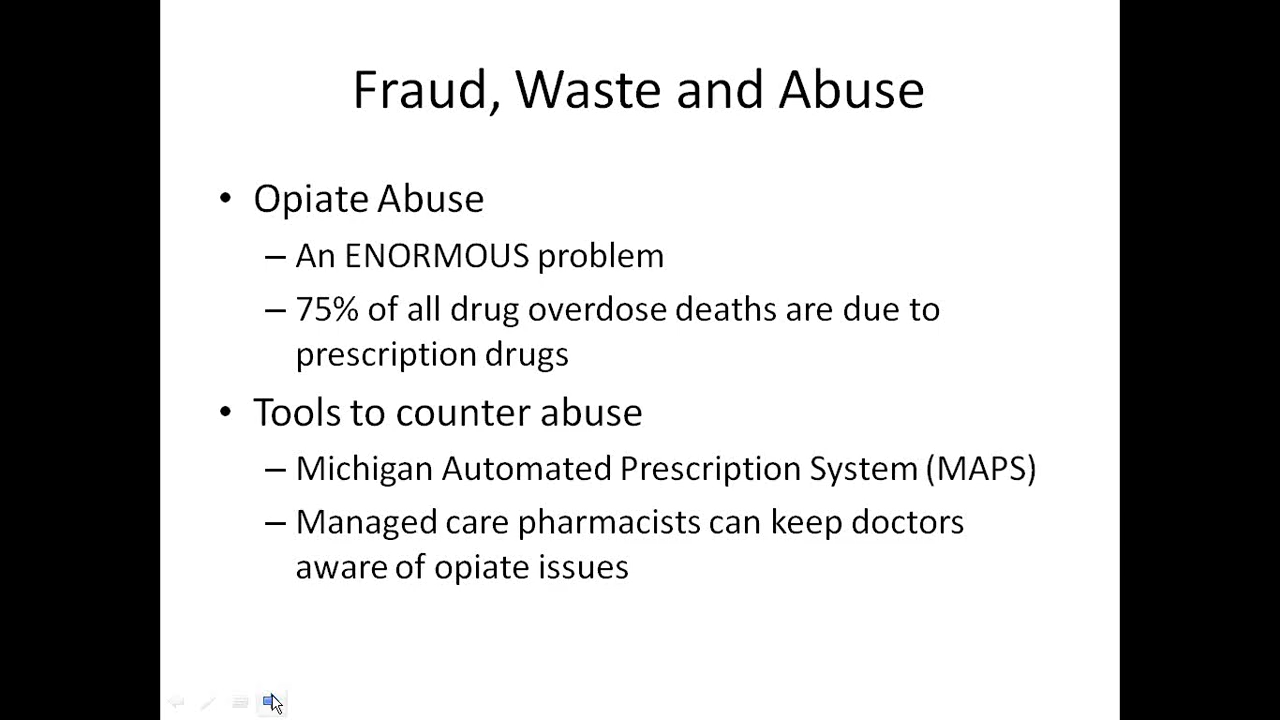 Fraud, Waste and Abuse
• Opiate Abuse
– An ENORMOUS problem
– 75% of all drug overdose deaths are due to
prescription drugs
• Tools to counter abuse
– Michigan Automated Prescription System (MAPS)
– Managed care pharmacists can keep doctors
aware of opiate issues